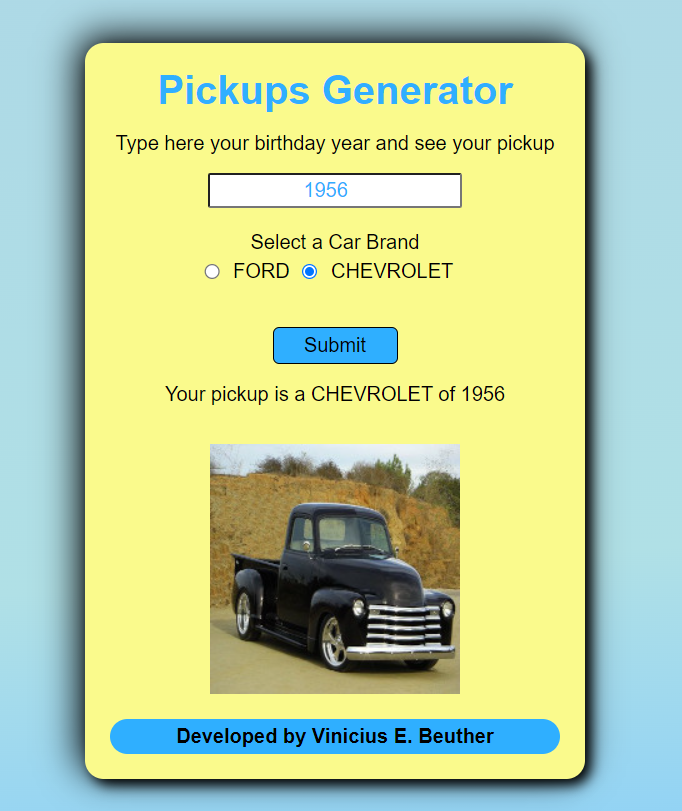 Pickups Generator
Type here your birthday year and see your pickup
1956
Select a Car Brand
FORD CHEVROLET
Submit
Your pickup is a CHEVROLET of 1956
Developed by Vinicius E. Beuther